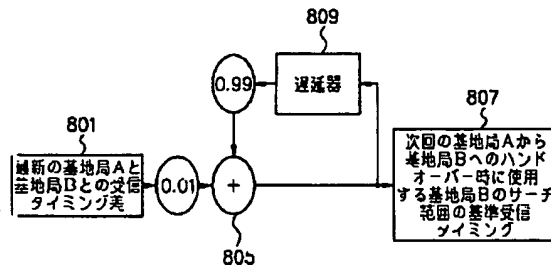 809
0.99
遅延器
801
807
最新の基地局Aと
基地局Bとの受信
タイミング差
0.01
+
次回の基地局Aから
基地局Bへのハンド
オーバー時に使用
する基地局Bのサーチ
範囲の基準受信
タイミング
805